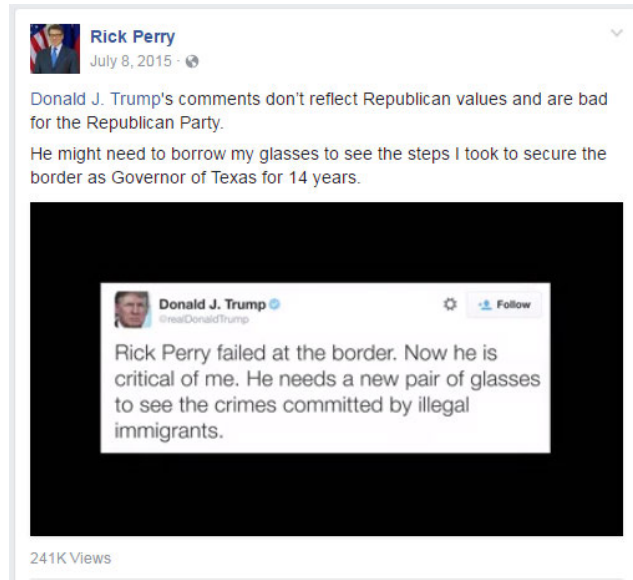 Rick Perry
July 8, 2015 ·
Donald J. Trump's comments don't reflect Republican values and are bad
for the Republican Party.
He might need to borrow my glasses to see the steps I took to secure the
border as Governor of Texas for 14 years.
Donald J. Trump
@realDonaldTrump
Follow
Rick Perry failed at the border. Now he is
critical of me. He needs a new pair of glasses
to see the crimes committed by illegal
immigrants.
241K Views